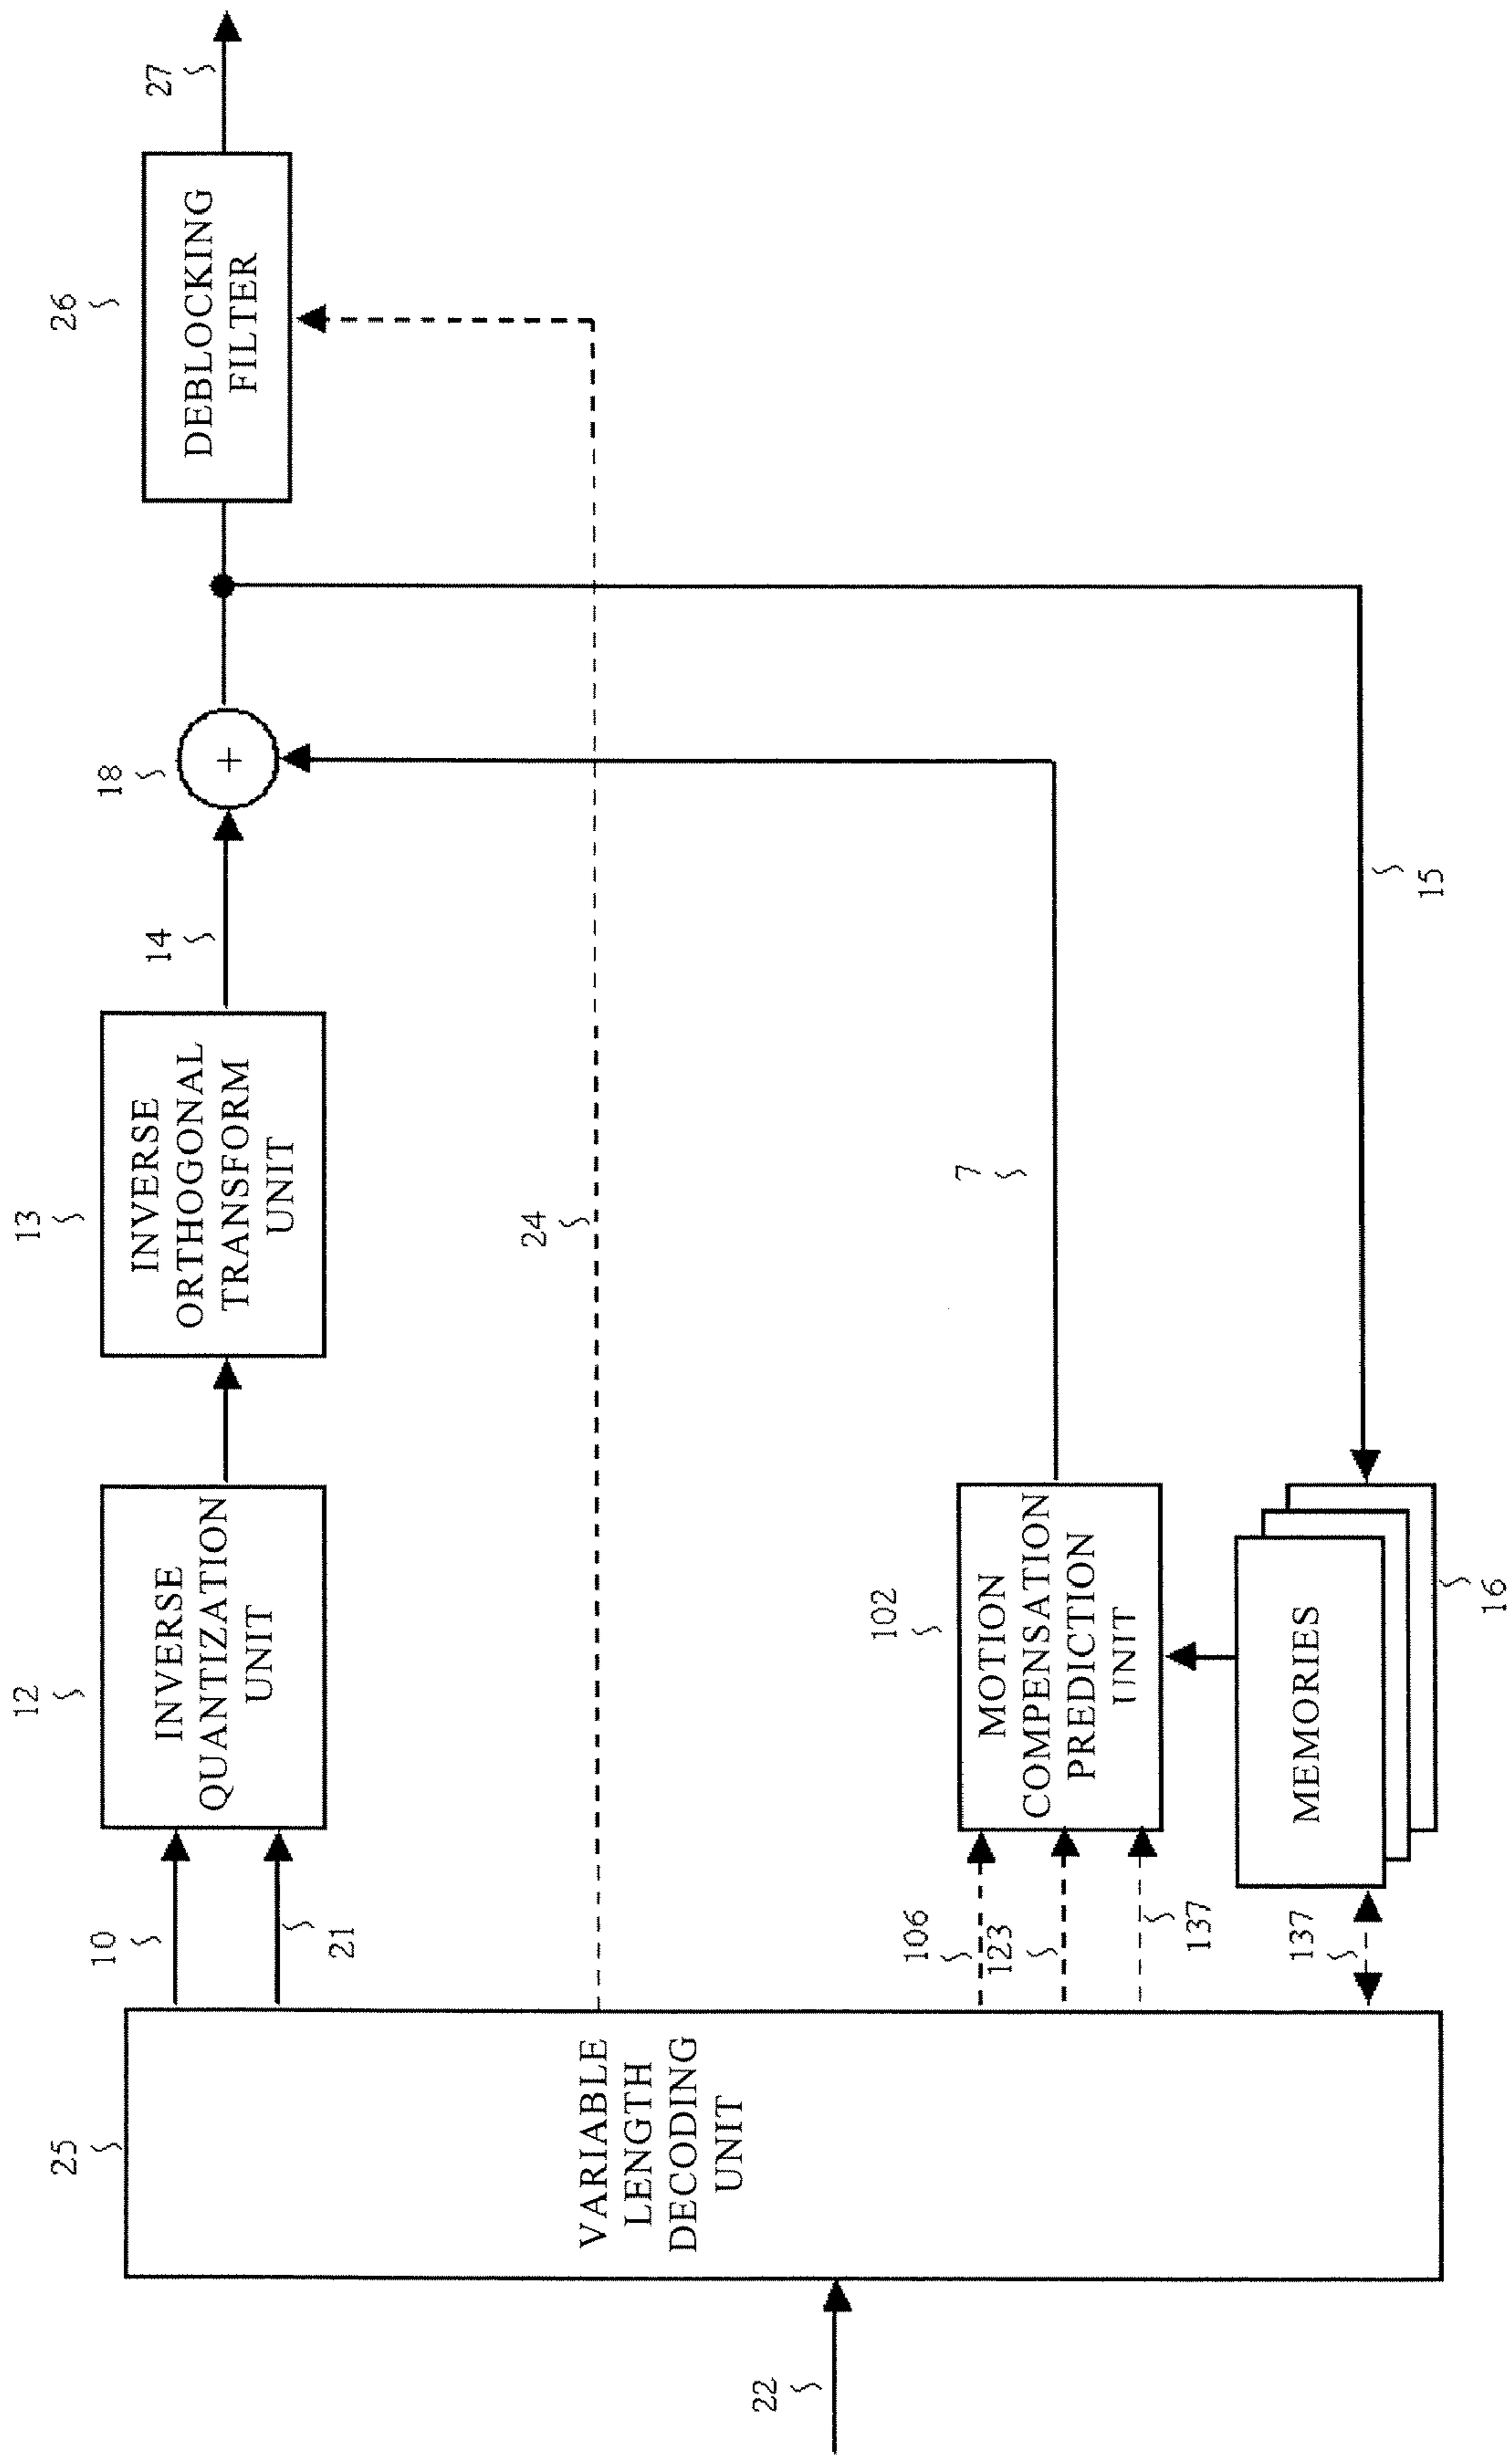 22
25
VARIABLE
LENGTH
DECODING
UNIT
10
21
12
INVERSE
QUANTIZATION
UNIT
13
INVERSE
ORTHOGONAL
TRANSFORM
UNIT
14
18
+
26
DEBLOCKING
FILTER
27
24
106
123
137
102
MOTION
COMPENSATION
PREDICTION
UNIT
7
137
MEMORIES
16
15